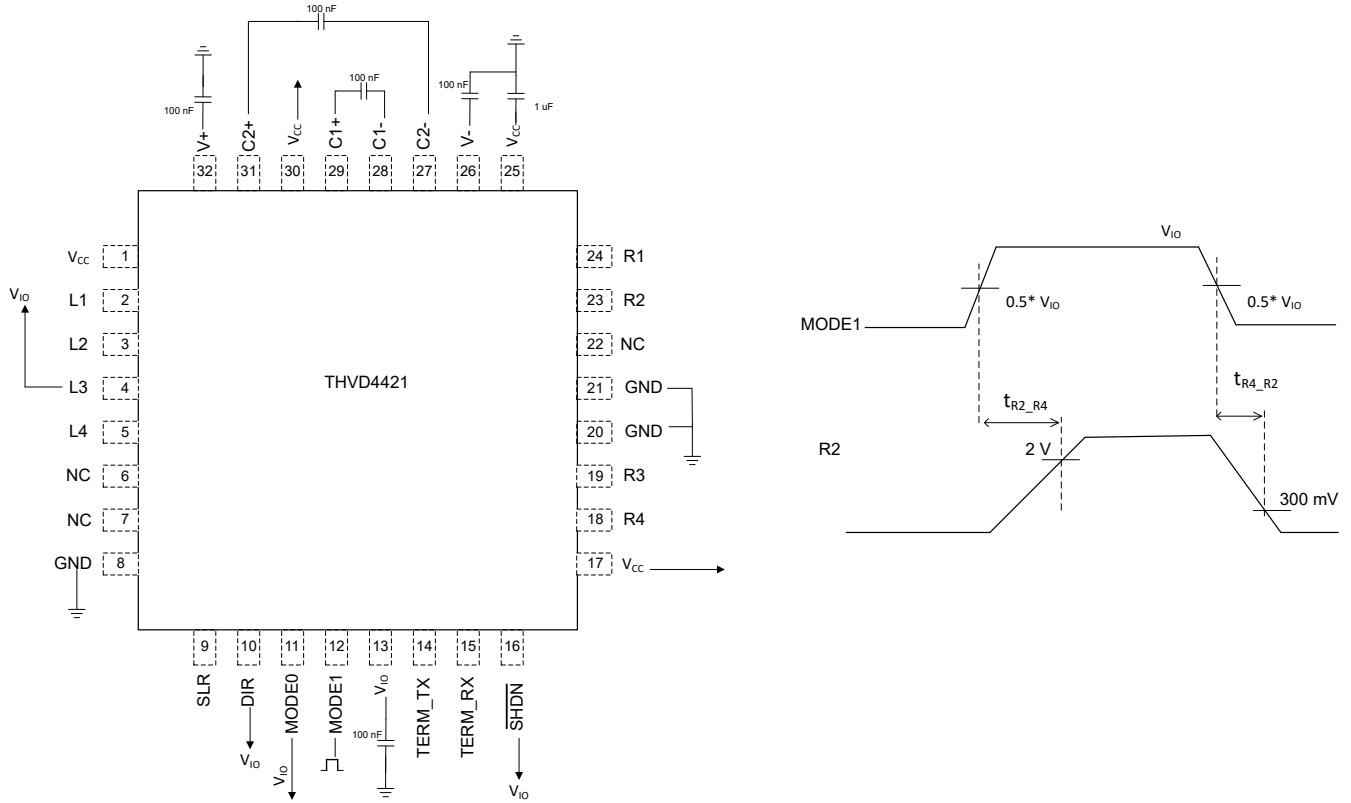 100 nF
100 nF
100 nF
100 nF
1 uF
V+
C2+
VCC
C1+
C1-
C2-
V-
VCC
32
31
30
29
28
27
26
25
VCC 1
VIO
L1 2
L2 3
L3 4
L4 5
NC 6
NC 7
GND 8
THVD4421
24 R1
23 R2
22 NC
21 GND
20 GND
19 R3
18 R4
17 VCC
9
10
11
12
13
14
15
16
SLR
DIR
MODE0
MODE1
VIO
TERM_TX
TERM_RX
SHDN
100 nF
VIO
VIO
VIO
VIO
0.5* VIO
0.5* VIO
MODE1
tR2_R4
tR4_R2
R2
2 V
300 mV